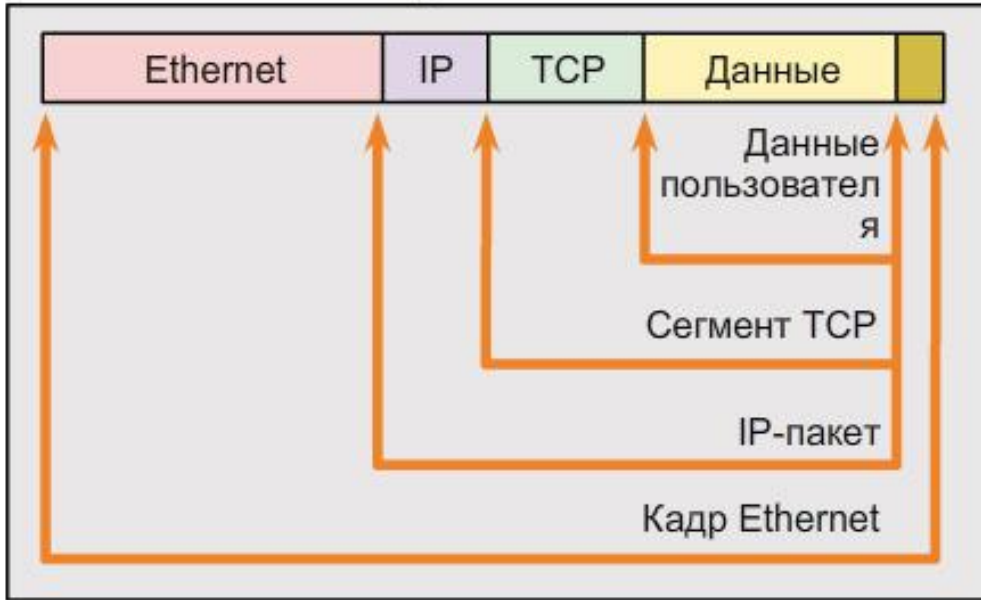 Ethernet IP TCP Данные
Данные
пользовател
я
Сегмент TCP
IP-пакет
Кадр Ethernet